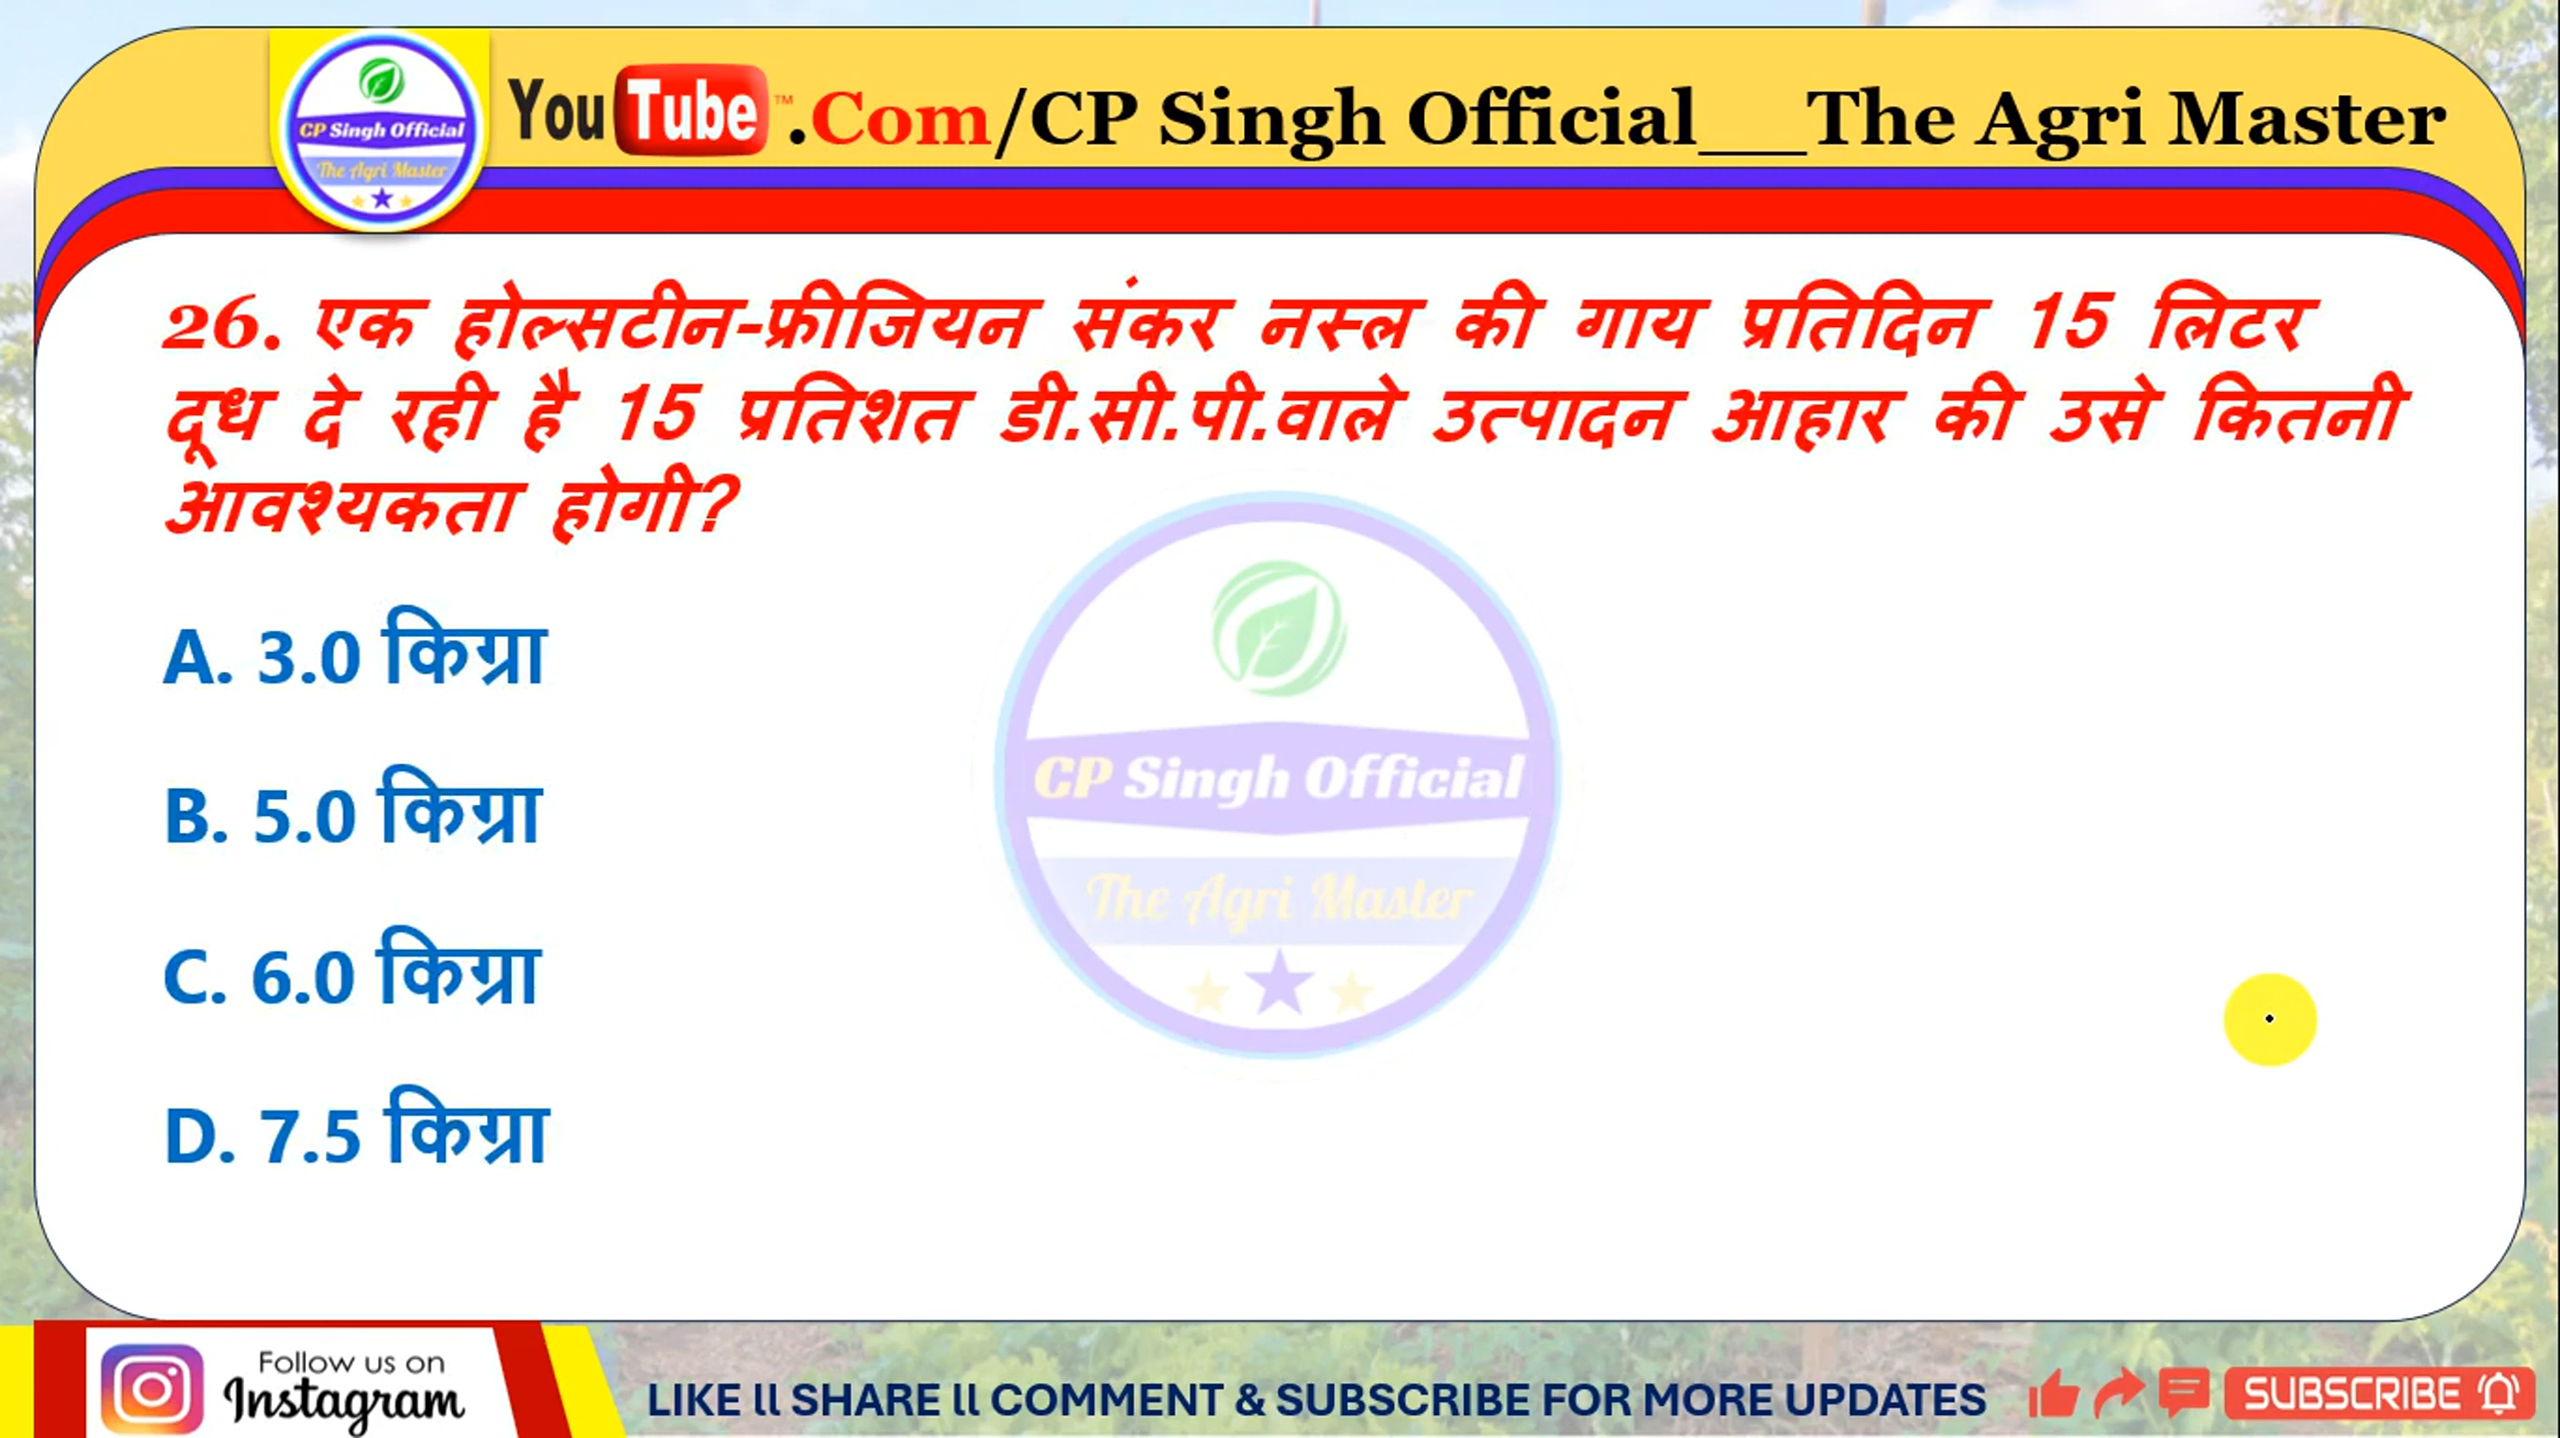 CP Singh Official
The Agri Master
YouTube™.Com/CP Singh Official___The Agri Master
26. एक होल्सटीन-फ्रीजियन संकर नस्ल की गाय प्रतिदिन 15 लिटर
दूध दे रही है 15 प्रतिशत डी.सी.पी.वाले उत्पादन आहार की उसे कितनी
आवश्यकता होगी?
A. 3.0 किग्रा
B. 5.0 किग्रा
C. 6.0 किग्रा
D. 7.5 किग्रा
CP Singh Official
The Agri Master
Follow us on
Instagram
LIKE ll SHARE ll COMMENT & SUBSCRIBE FOR MORE UPDATES
SUBSCRIBE